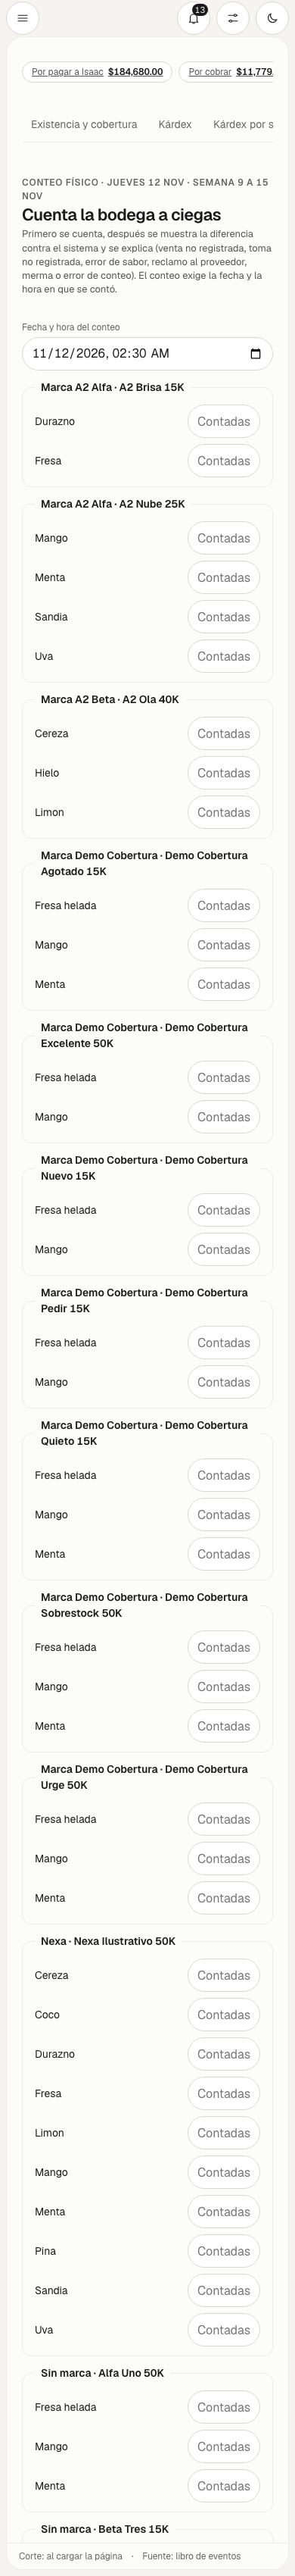 13
Por pagar a Isaac $184,680.00 Por cobrar $11,779.
Existencia y cobertura Kárdex Kárdex por s
CONTEO FÍSICO · JUEVES 12 NOV · SEMANA 9 A 15
NOV
Cuenta la bodega a ciegas
Primero se cuenta, después se muestra la diferencia
contra el sistema y se explica (venta no registrada, toma
no registrada, error de sabor, reclamo al proveedor,
merma o error de conteo). El conteo exige la fecha y la
hora en que se contó.
Fecha y hora del conteo
11/12/2026, 02:30 AM
Marca A2 Alfa · A2 Brisa 15K
Durazno Contadas
Fresa Contadas
Marca A2 Alfa · A2 Nube 25K
Mango Contadas
Menta Contadas
Sandia Contadas
Uva Contadas
Marca A2 Beta · A2 Ola 40K
Cereza Contadas
Hielo Contadas
Limon Contadas
Marca Demo Cobertura · Demo Cobertura
Agotado 15K
Fresa helada Contadas
Mango Contadas
Menta Contadas
Marca Demo Cobertura · Demo Cobertura
Excelente 50K
Fresa helada Contadas
Mango Contadas
Marca Demo Cobertura · Demo Cobertura
Nuevo 15K
Fresa helada Contadas
Mango Contadas
Marca Demo Cobertura · Demo Cobertura
Pedir 15K
Fresa helada Contadas
Mango Contadas
Marca Demo Cobertura · Demo Cobertura
Quieto 15K
Fresa helada Contadas
Mango Contadas
Menta Contadas
Marca Demo Cobertura · Demo Cobertura
Sobrestock 50K
Fresa helada Contadas
Mango Contadas
Menta Contadas
Marca Demo Cobertura · Demo Cobertura
Urge 50K
Fresa helada Contadas
Mango Contadas
Menta Contadas
Nexa · Nexa Ilustrativo 50K
Cereza Contadas
Coco Contadas
Durazno Contadas
Fresa Contadas
Limon Contadas
Mango Contadas
Menta Contadas
Pina Contadas
Sandia Contadas
Uva Contadas
Sin marca · Alfa Uno 50K
Fresa helada Contadas
Mango Contadas
Menta Contadas
Sin marca · Beta Tres 15K
Corte: al cargar la página · Fuente: libro de eventos